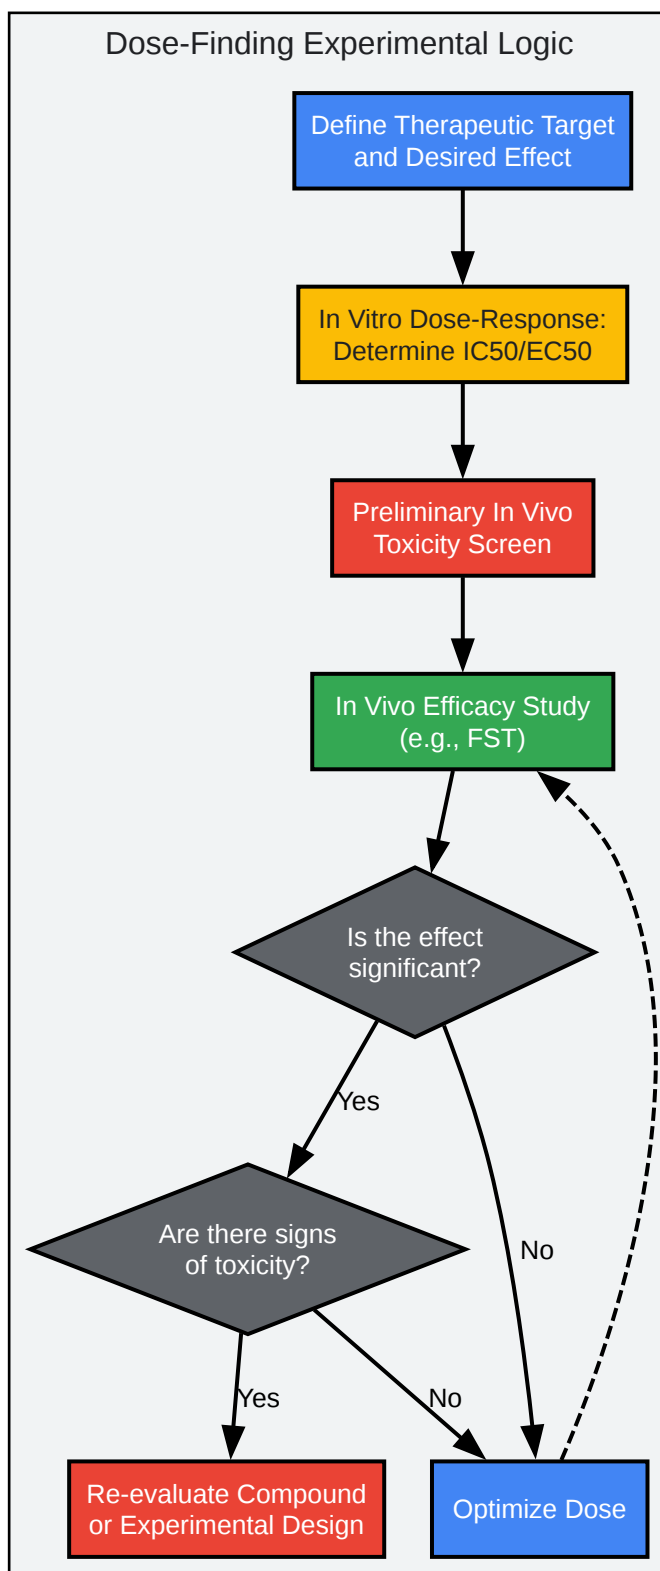 Dose-Finding Experimental Logic
Define Therapeutic Target
and Desired Effect
In Vitro Dose-Response:
Determine IC50/EC50
Preliminary In Vivo
Toxicity Screen
In Vivo Efficacy Study
(e.g., FST)
Is the effect
significant?
Yes
Are there signs
of toxicity?
No
Yes
No
Re-evaluate Compound
or Experimental Design
Optimize Dose